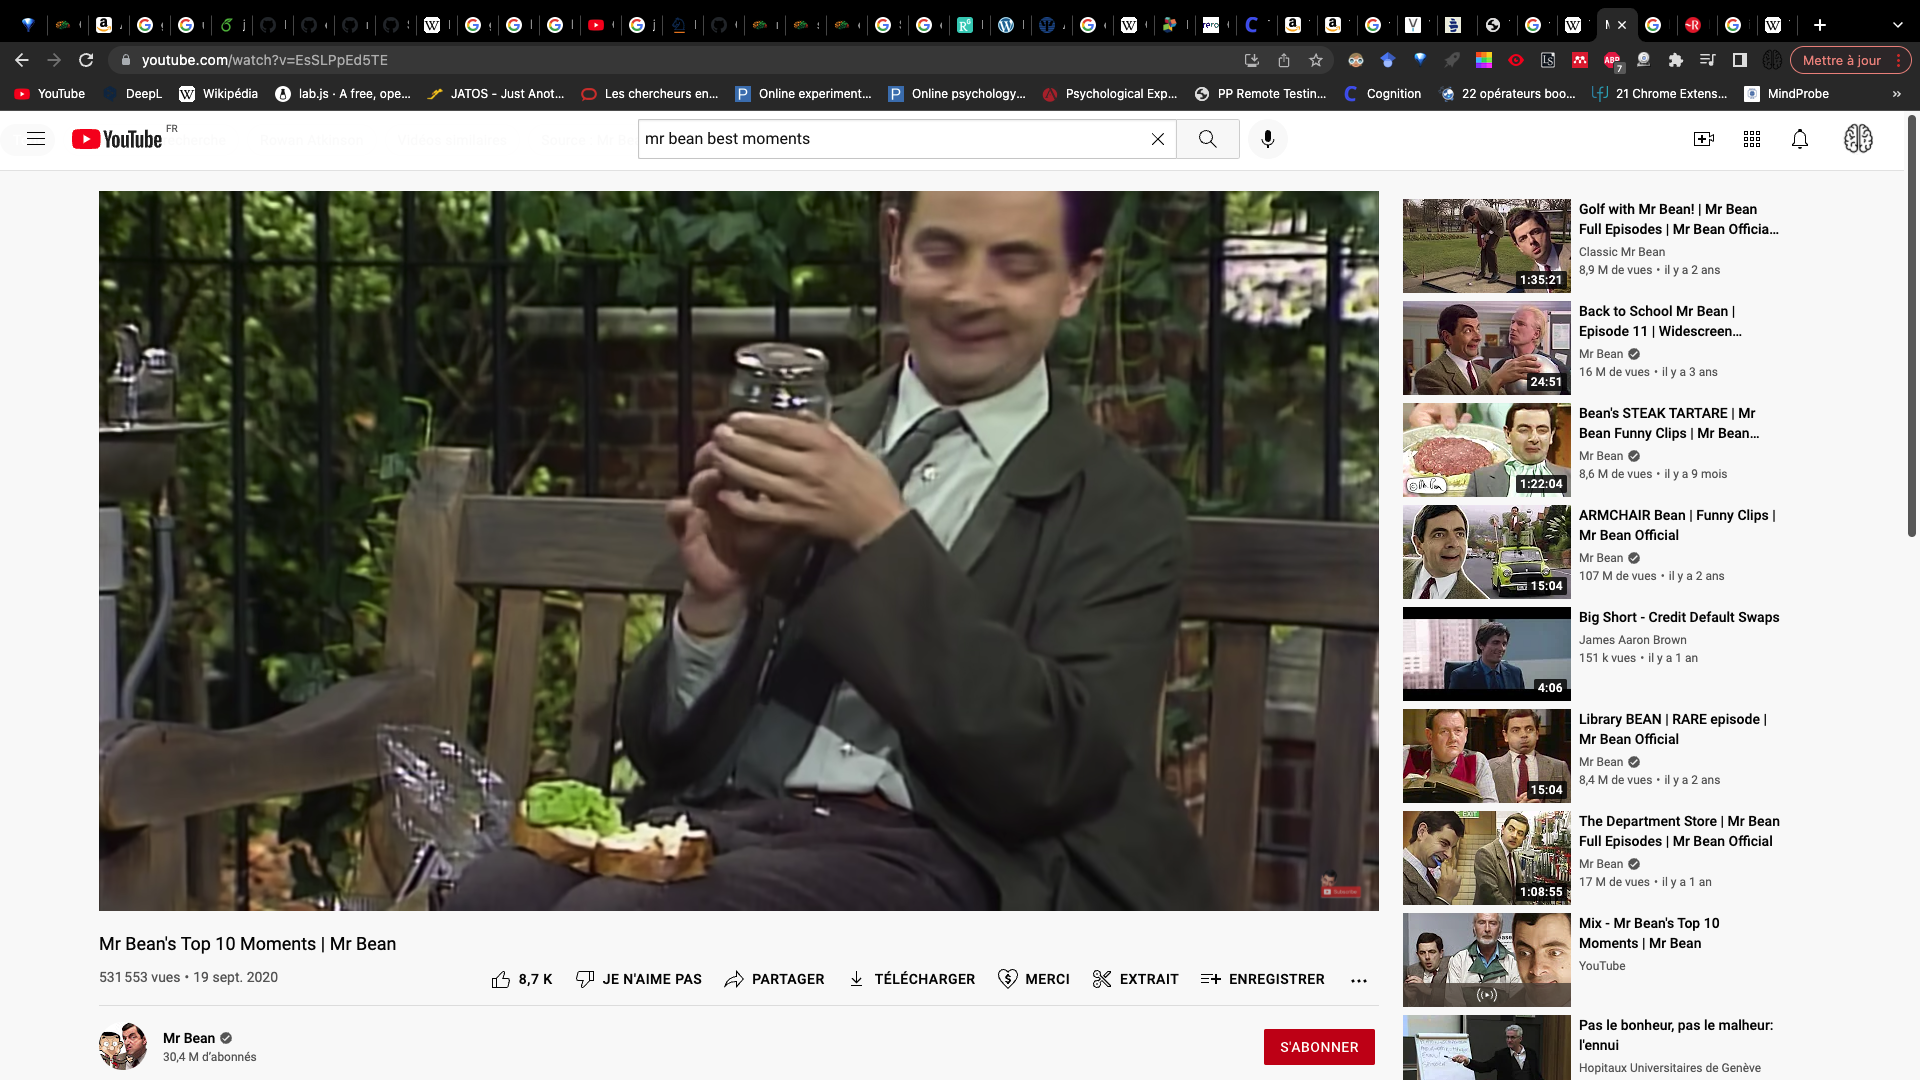 youtube.com/watch?v=EsSLPpEd5TE
Mettre à jour
YouTube
DeepL
Wikipédia
lab.js · A free, ope...
JATOS - Just Anot...
Les chercheurs en...
Online experiment...
Online psychology...
Psychological Exp...
PP Remote Testin...
Cognition
22 opérateurs boo...
21 Chrome Extens...
MindProbe
»
YouTube FR
mr bean best moments
Mr Bean's Top 10 Moments | Mr Bean
531 553 vues • 19 sept. 2020
8,7 K
JE N'AIME PAS
PARTAGER
TÉLÉCHARGER
MERCI
EXTRAIT
ENREGISTRER
Mr Bean
30,4 M d'abonnés
S'ABONNER
Golf with Mr Bean! | Mr Bean
Full Episodes | Mr Bean Officia...
Classic Mr Bean
8,9 M de vues • il y a 2 ans
1:35:21
Back to School Mr Bean |
Episode 11 | Widescreen...
Mr Bean
16 M de vues • il y a 3 ans
24:51
Bean's STEAK TARTARE | Mr
Bean Funny Clips | Mr Bean...
Mr Bean
8,6 M de vues • il y a 9 mois
1:22:04
ARMCHAIR Bean | Funny Clips |
Mr Bean Official
Mr Bean
107 M de vues • il y a 2 ans
15:04
Big Short - Credit Default Swaps
James Aaron Brown
151 k vues • il y a 1 an
4:06
Library BEAN | RARE episode |
Mr Bean Official
Mr Bean
8,4 M de vues • il y a 2 ans
15:04
The Department Store | Mr Bean
Full Episodes | Mr Bean Official
Mr Bean
17 M de vues • il y a 1 an
1:08:55
EXIT
Mix - Mr Bean's Top 10
Moments | Mr Bean
YouTube
Pas le bonheur, pas le malheur:
l'ennui
Hopitaux Universitaires de Genève